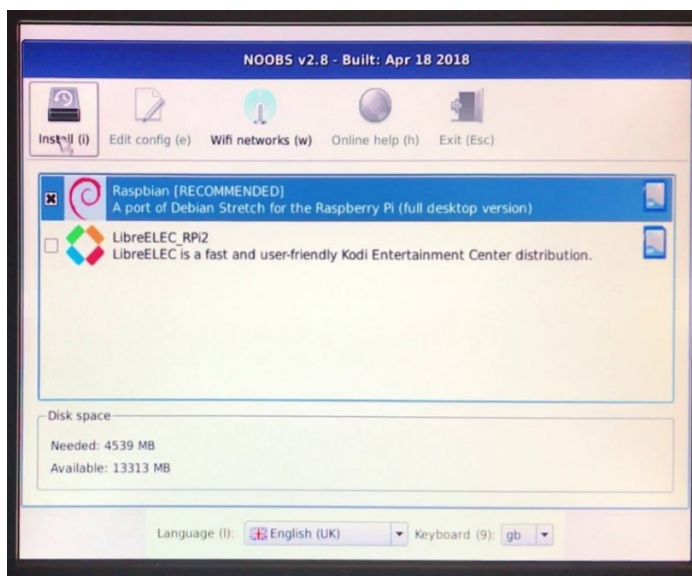 NOOBS v2.8 - Built: Apr 18 2018
Install (i) Edit config (e) Wifi networks (w) Online help (h) Exit (Esc)
Raspbian [RECOMMENDED]
A port of Debian Stretch for the Raspberry Pi (full desktop version)
LibreELEC_RPi2
LibreELEC is a fast and user-friendly Kodi Entertainment Center distribution.
Disk space
Needed: 4539 MB
Available: 13313 MB
Language (l): English (UK) Keyboard (9): gb